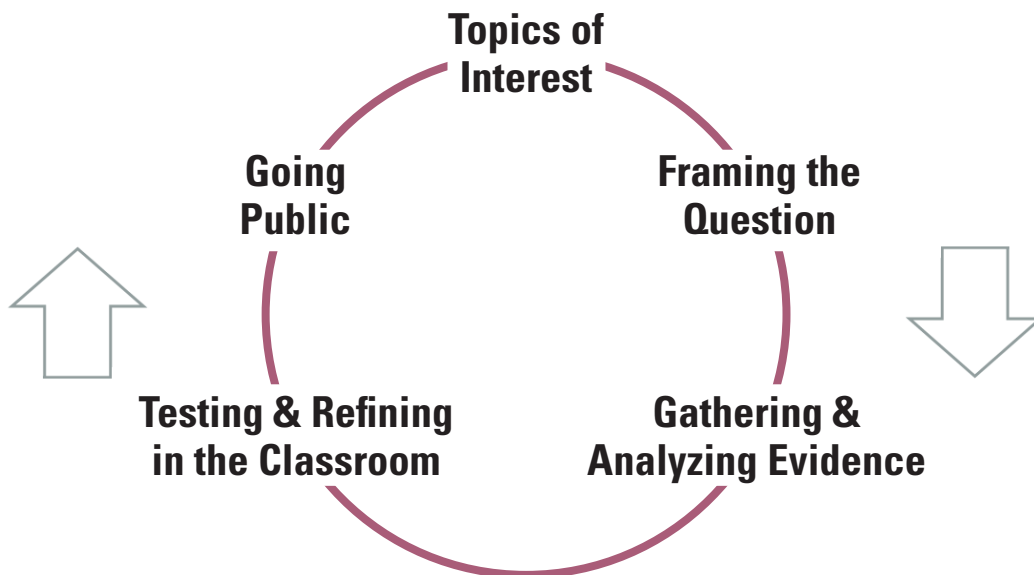 Topics of
Interest
Framing the
Question
Gathering &
Analyzing Evidence
Testing & Refining
in the Classroom
Going
Public